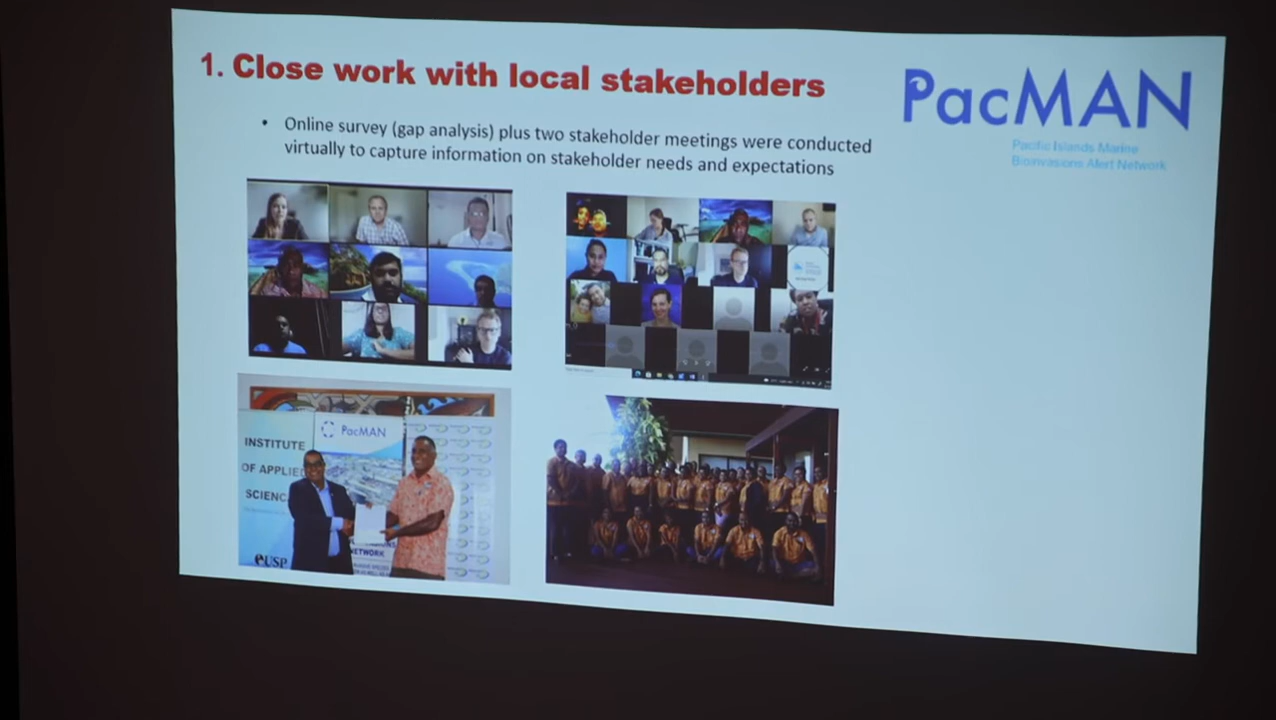 1. Close work with local stakeholders
PacMAN
Pacific Islands Marine
Bioinvasions Alert Network
• Online survey (gap analysis) plus two stakeholder meetings were conducted
virtually to capture information on stakeholder needs and expectations
PacMAN
INSTITUTE
OF APPLIED
SCIENC
NETWORK
USP